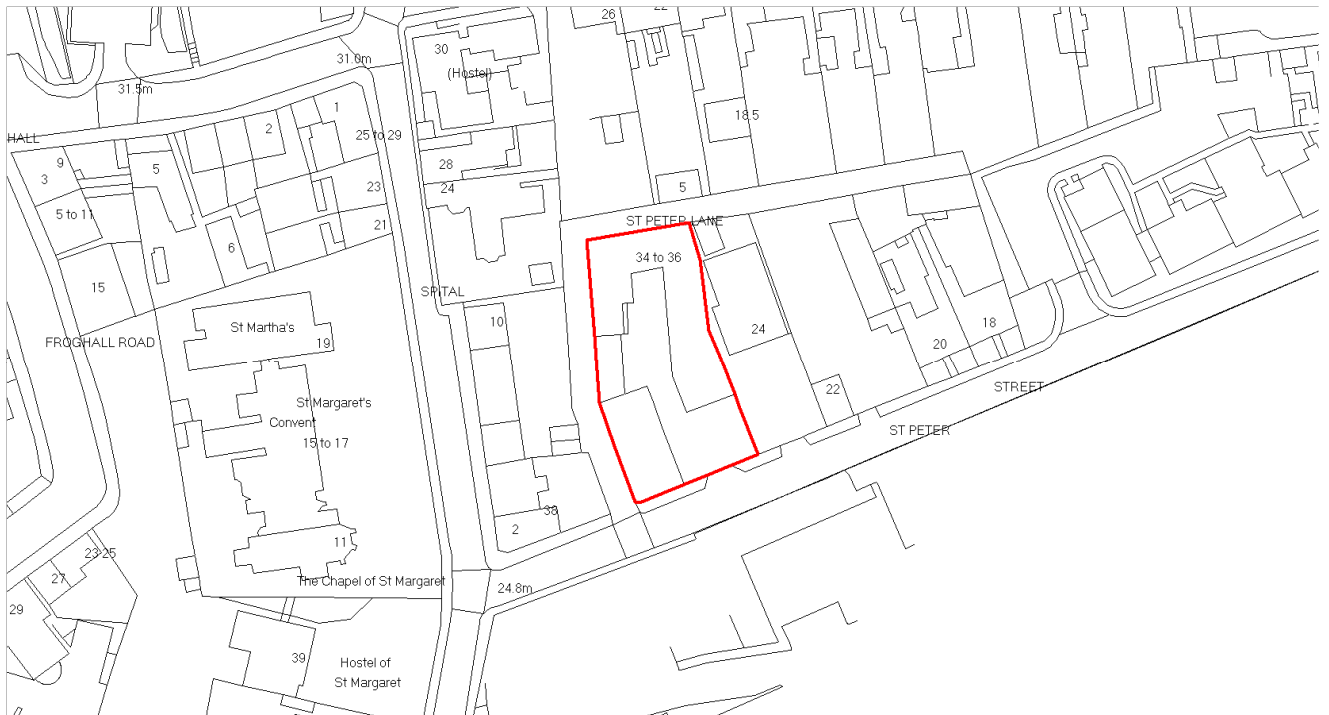 26
22
30
(Hostel)
31.0m
31.5m
1
2
25 to 29
18.5
HALL
9
3
5
28
24
23
5
5 to 11
21
6
ST PETER LANE
34 to 36
15
SPITAL
10
St Martha's
19
FROGHALL ROAD
24
18
20
STREET
22
St Margaret's
Convent
15 to 17
ST PETER
38
2
11
23-25
27
The Chapel of St Margaret
24.8m
29
39
Hostel of
St Margaret